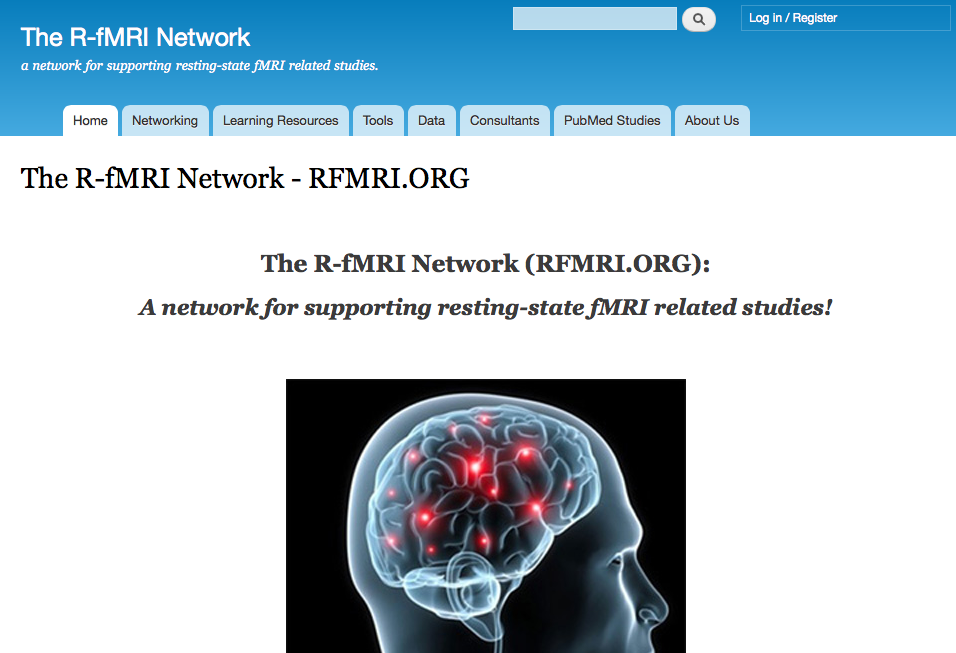 The R-fMRI Network
Log in / Register
a network for supporting resting-state fMRI related studies.
Home
Networking
Learning Resources
Tools
Data
Consultants
PubMed Studies
About Us
The R-fMRI Network - RFMRI.ORG
The R-fMRI Network (RFMRI.ORG):
A network for supporting resting-state fMRI related studies!